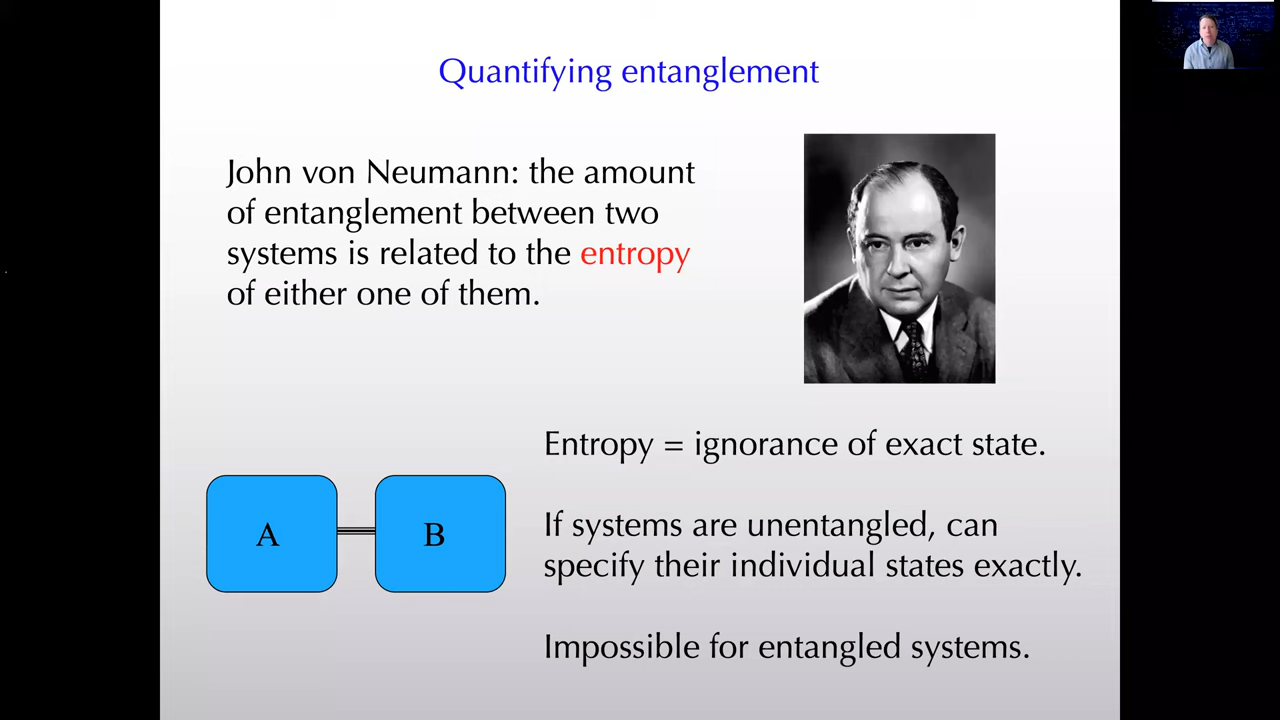 Quantifying entanglement
John von Neumann: the amount
of entanglement between two
systems is related to the entropy
of either one of them.
Entropy = ignorance of exact state.
A
B
If systems are unentangled, can
specify their individual states exactly.
Impossible for entangled systems.